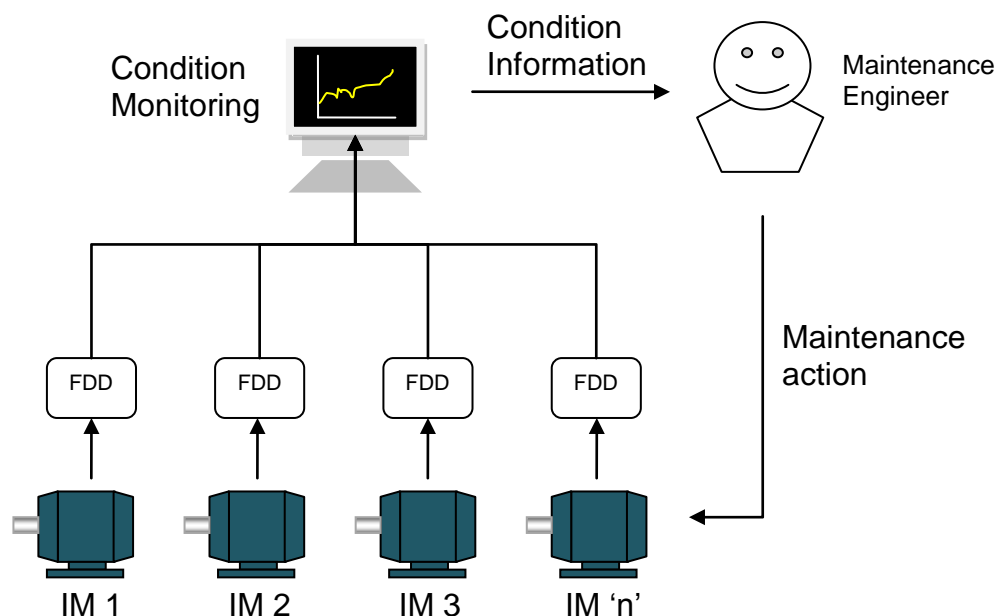 Condition
Monitoring
Condition
Information
Maintenance
Engineer
FDD
FDD
FDD
FDD
Maintenance
action
IM 1
IM 2
IM 3
IM ‘n’